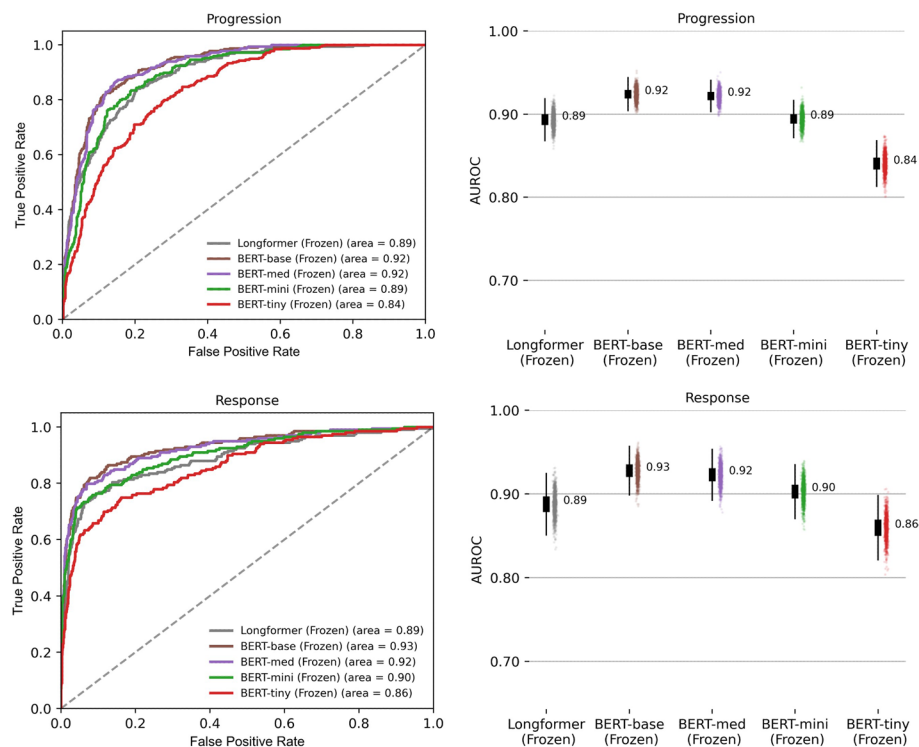 Progression
1.0
0.8
0.6
0.4
0.2
0.0
True Positive Rate
Longformer (Frozen) (area = 0.89)
BERT-base (Frozen) (area = 0.92)
BERT-med (Frozen) (area = 0.92)
BERT-mini (Frozen) (area = 0.89)
BERT-tiny (Frozen) (area = 0.84)
0.0 0.2 0.4 0.6 0.8 1.0
False Positive Rate
Progression
1.00
0.90
0.80
0.70
AUROC
0.89
0.92
0.92
0.89
0.84
Longformer BERT-base BERT-med BERT-mini BERT-tiny
(Frozen) (Frozen) (Frozen) (Frozen) (Frozen)
Response
1.0
0.8
0.6
0.4
0.2
0.0
True Positive Rate
Longformer (Frozen) (area = 0.89)
BERT-base (Frozen) (area = 0.93)
BERT-med (Frozen) (area = 0.92)
BERT-mini (Frozen) (area = 0.90)
BERT-tiny (Frozen) (area = 0.86)
0.0 0.2 0.4 0.6 0.8 1.0
False Positive Rate
Response
1.00
0.90
0.80
0.70
AUROC
0.89
0.93
0.92
0.90
0.86
Longformer BERT-base BERT-med BERT-mini BERT-tiny
(Frozen) (Frozen) (Frozen) (Frozen) (Frozen)